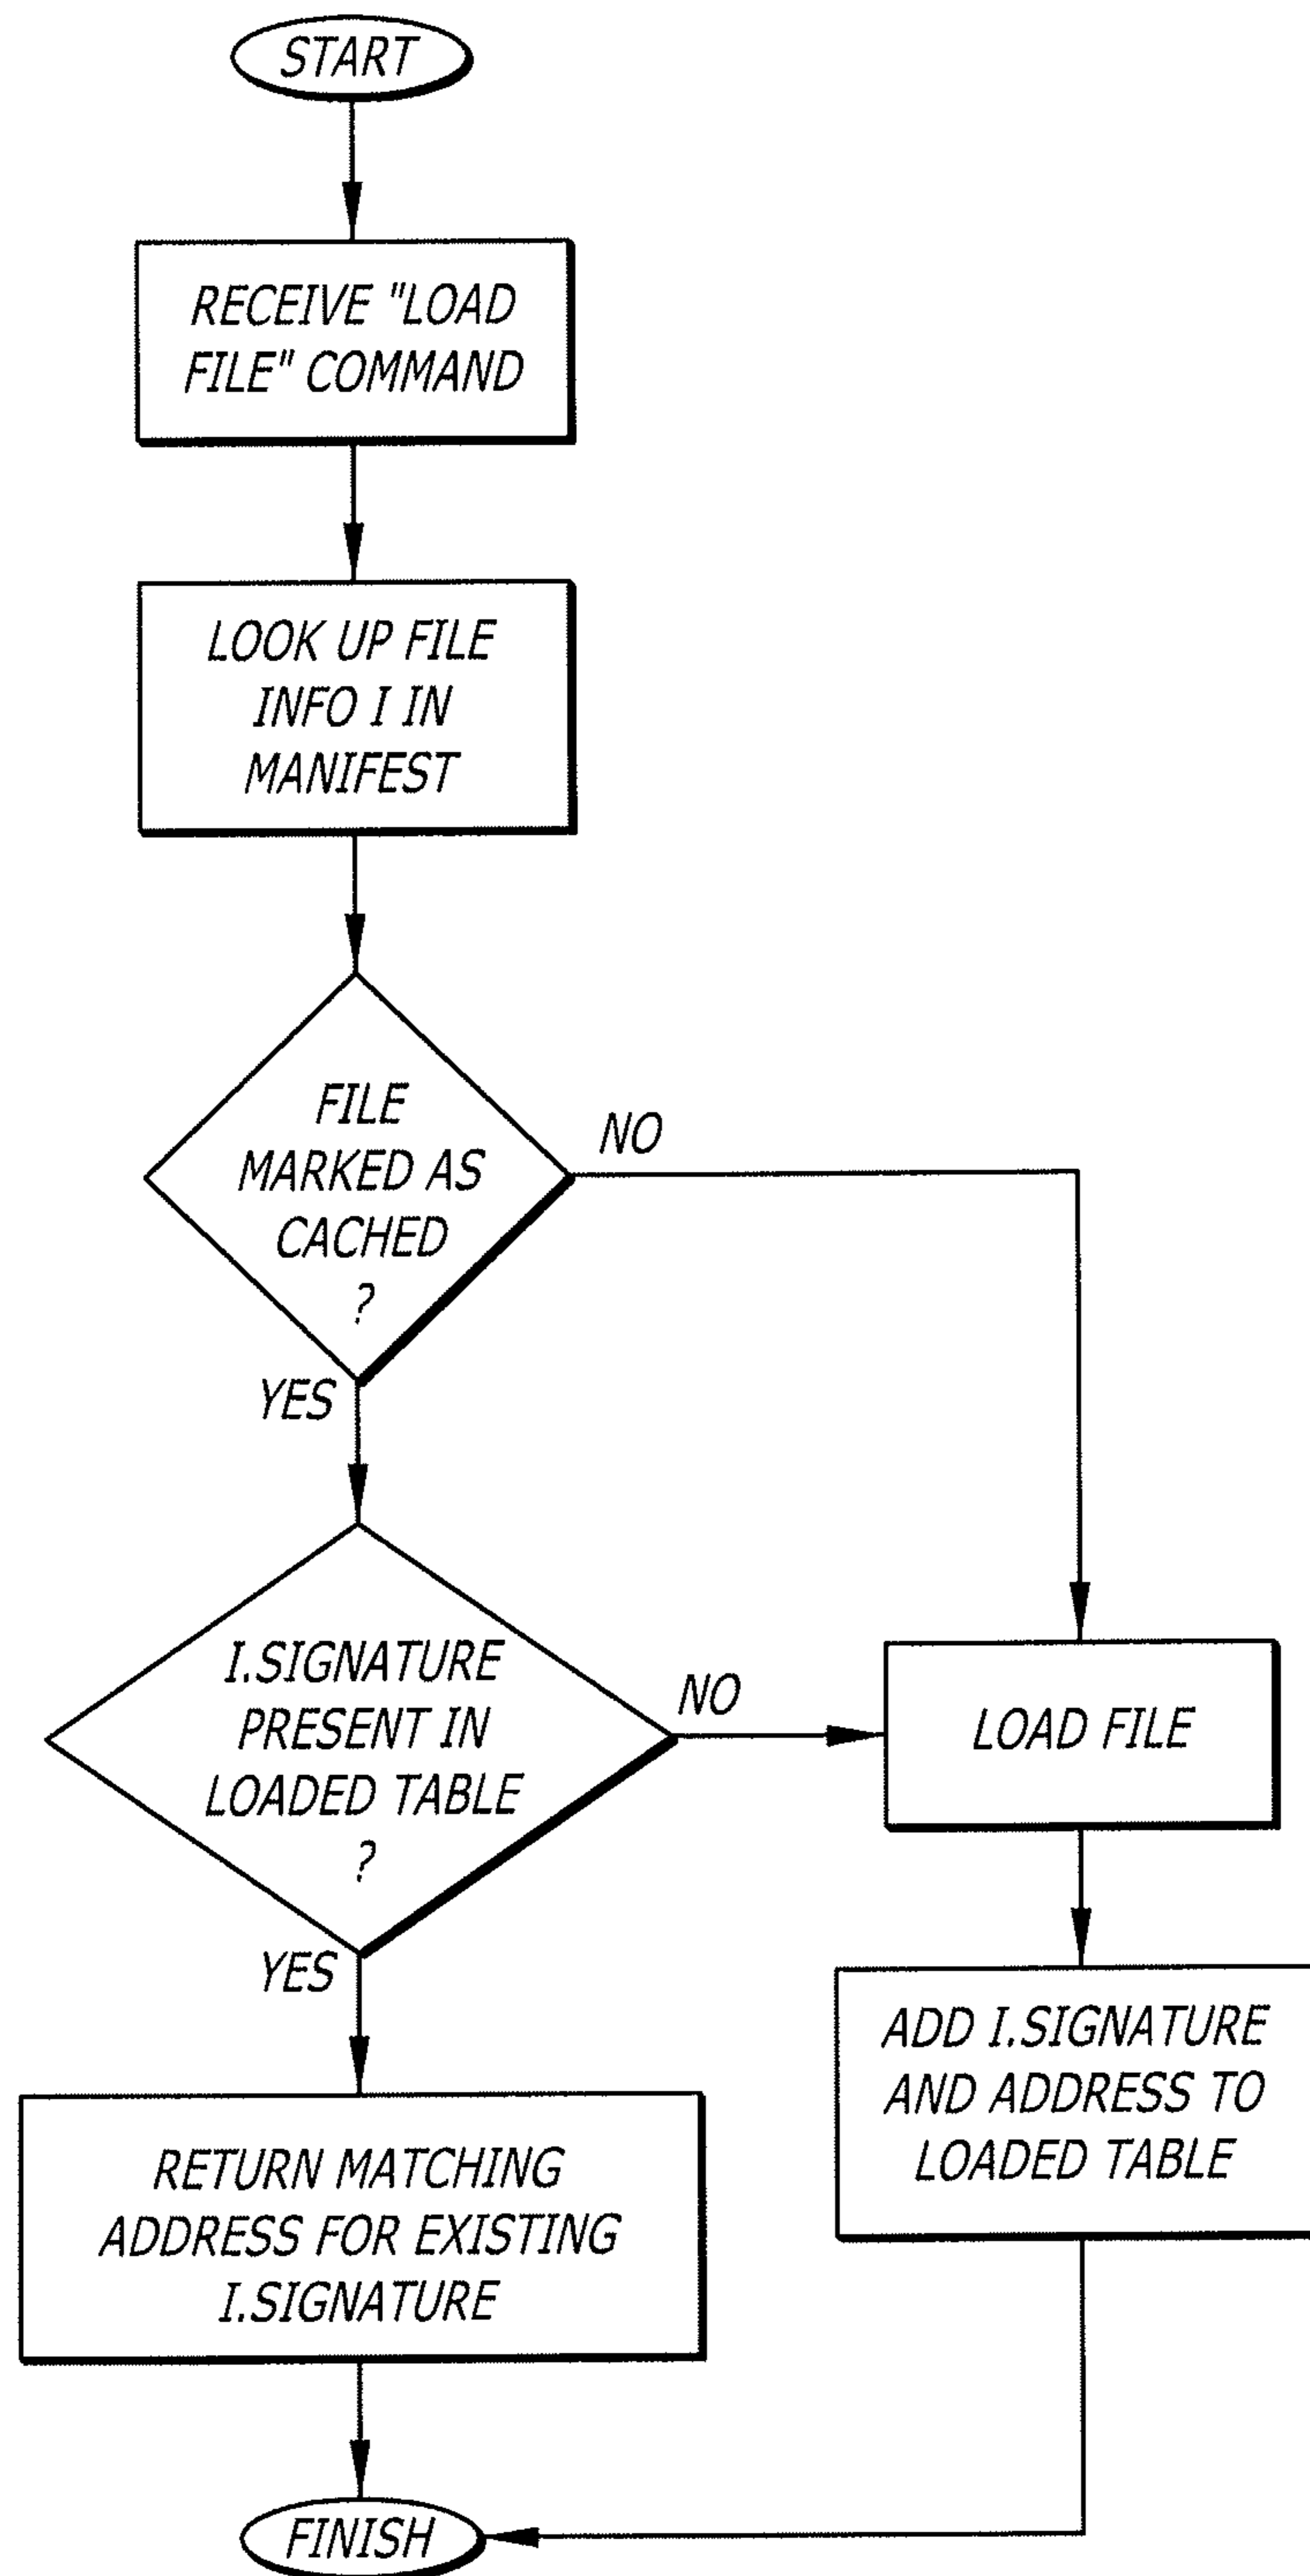 START
RECEIVE "LOAD
FILE" COMMAND
LOOK UP FILE
INFO I IN
MANIFEST
FILE
MARKED AS
CACHED
?
NO
YES
I.SIGNATURE
PRESENT IN
LOADED TABLE
?
NO
YES
LOAD FILE
ADD I.SIGNATURE
AND ADDRESS TO
LOADED TABLE
RETURN MATCHING
ADDRESS FOR EXISTING
I.SIGNATURE
FINISH